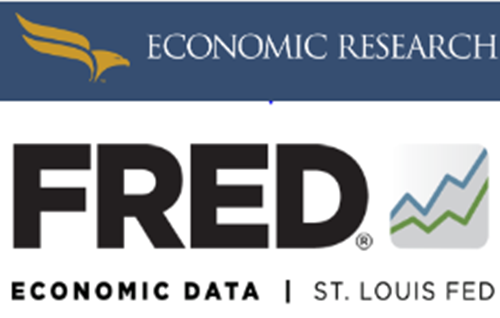 ECONOMIC RESEARCH
FRED®
ECONOMIC DATA | ST. LOUIS FED